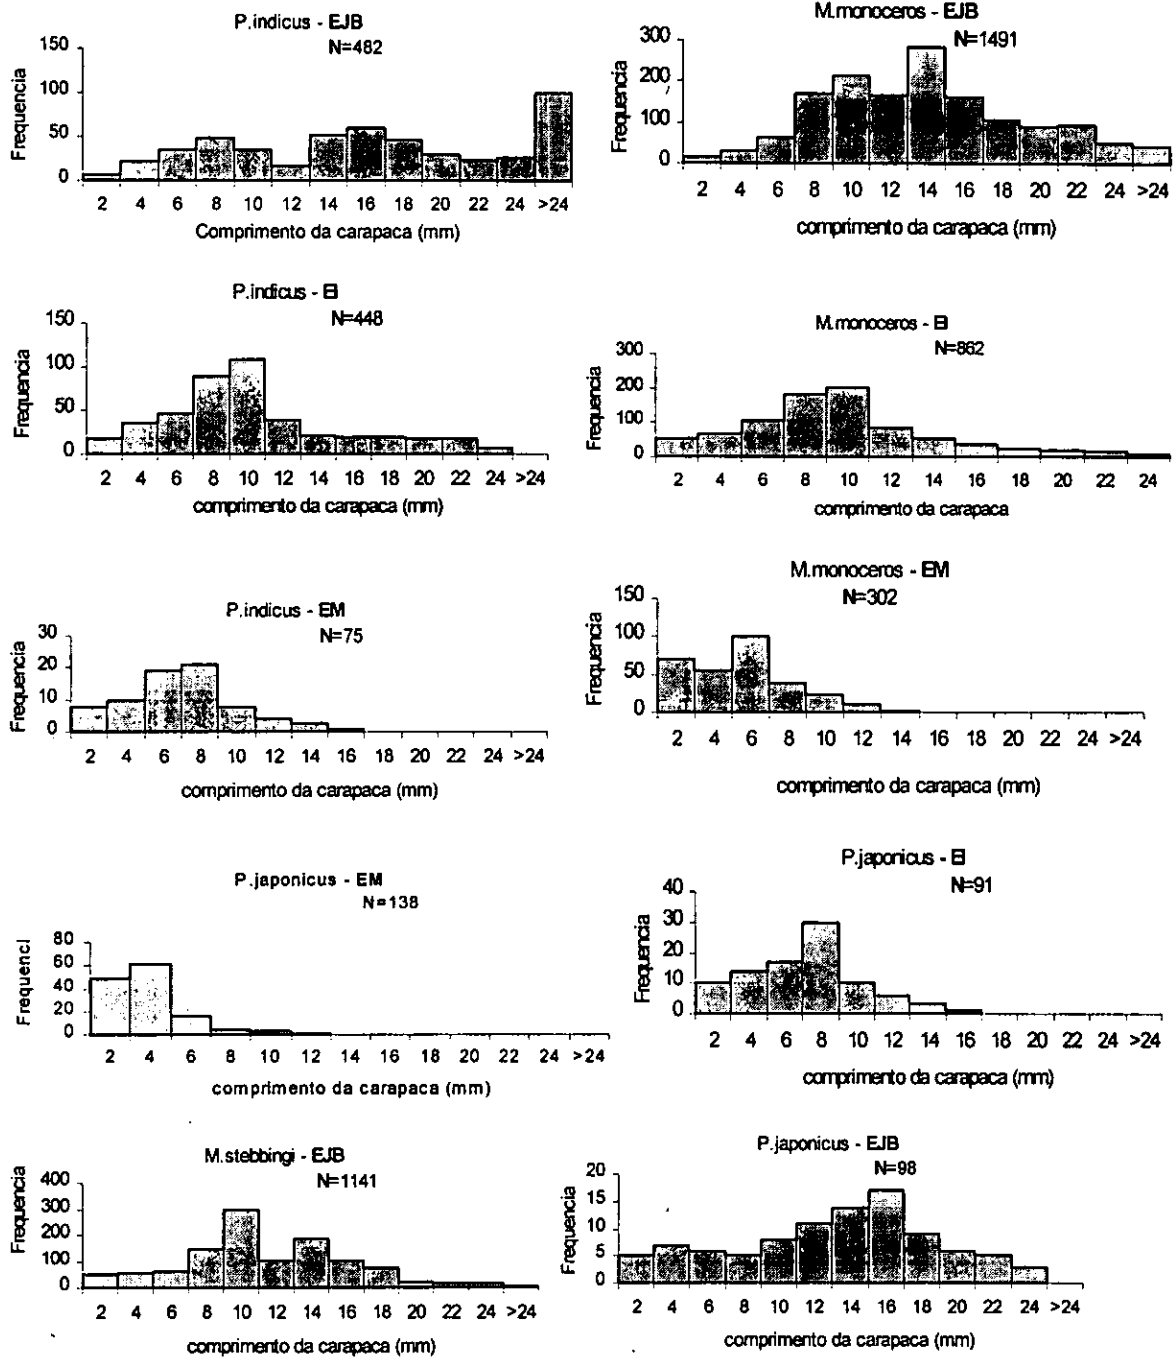 P.indicus - EJB
N=482
Frequencia
150
100
50
0
2 4 6 8 10 12 14 16 18 20 22 24 >24
Comprimento da carapaca (mm)
M.monoceros - EJB
N=1491
Frequencia
300
200
100
0
2 4 6 8 10 12 14 16 18 20 22 24 >24
comprimento da carapaca (mm)
P.indicus - EI
N=448
Frequencia
150
100
50
0
2 4 6 8 10 12 14 16 18 20 22 24 >24
comprimento da carapaca (mm)
M.monoceros - EI
N=862
Frequencia
300
200
100
0
2 4 6 8 10 12 14 16 18 20 22 24
comprimento da carapaca
P.indicus - EM
N=75
Frequencia
30
20
10
0
2 4 6 8 10 12 14 16 18 20 22 24 >24
comprimento da carapaca (mm)
M.monoceros - EM
N=302
Frequencia
150
100
50
0
2 4 6 8 10 12 14 16 18 20 22 24 >24
comprimento da carapaca (mm)
P.japonicus - EM
N=138
Frequenci
80
60
40
20
0
2 4 6 8 10 12 14 16 18 20 22 24 >24
comprimento da carapaca (mm)
P.japonicus - EI
N=91
Frequencia
40
30
20
10
0
2 4 6 8 10 12 14 16 18 20 22 24 >24
comprimento da carapaca (mm)
M.stebbingi - EJB
N=1141
Frequencia
400
300
200
100
0
2 4 6 8 10 12 14 16 18 20 22 24 >24
comprimento da carapaca (mm)
P.japonicus - EJB
N=98
Frequencia
20
15
10
5
0
2 4 6 8 10 12 14 16 18 20 22 24 >24
comprimento da carapaca (mm)